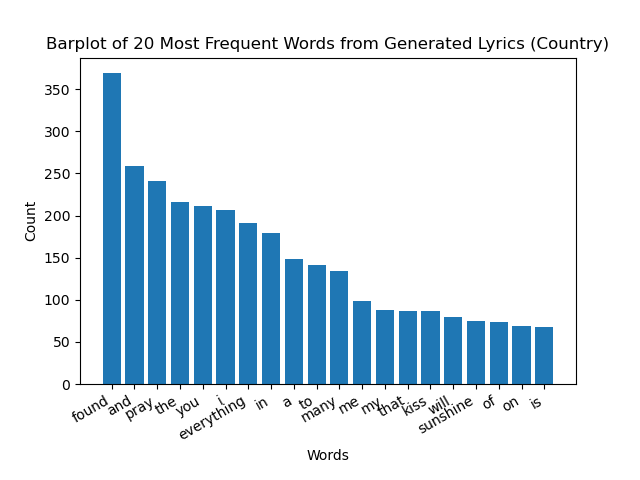 Barplot of 20 Most Frequent Words from Generated Lyrics (Country)
350
300
250
200
150
100
50
0
Count
found
and
pray
the
you
i
everything
in
a
to
many
me
my
that
kiss
will
sunshine
of
on
is
Words